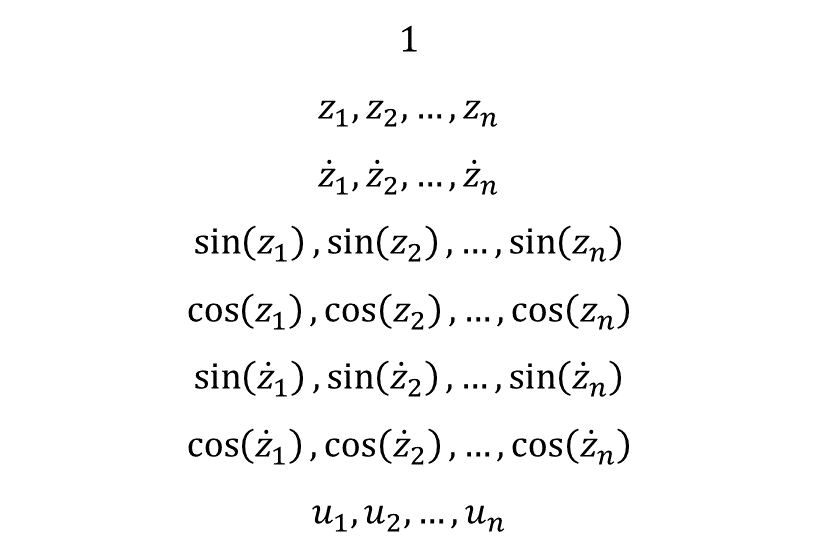 1
z₁, z₂, …, zₙ
ż₁, ż₂, …, żₙ
sin(z₁) , sin(z₂) , … , sin(zₙ)
cos(z₁) , cos(z₂) , … , cos(zₙ)
sin(ż₁) , sin(ż₂) , … , sin(żₙ)
cos(ż₁) , cos(ż₂) , … , cos(żₙ)
u₁, u₂, …, uₙ